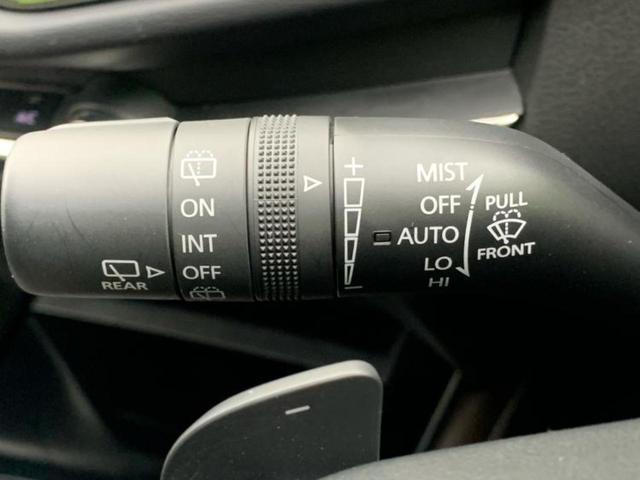 REAR
ON
INT
OFF
+
-
MIST
OFF
AUTO
LO
HI
PULL
FRONT
-